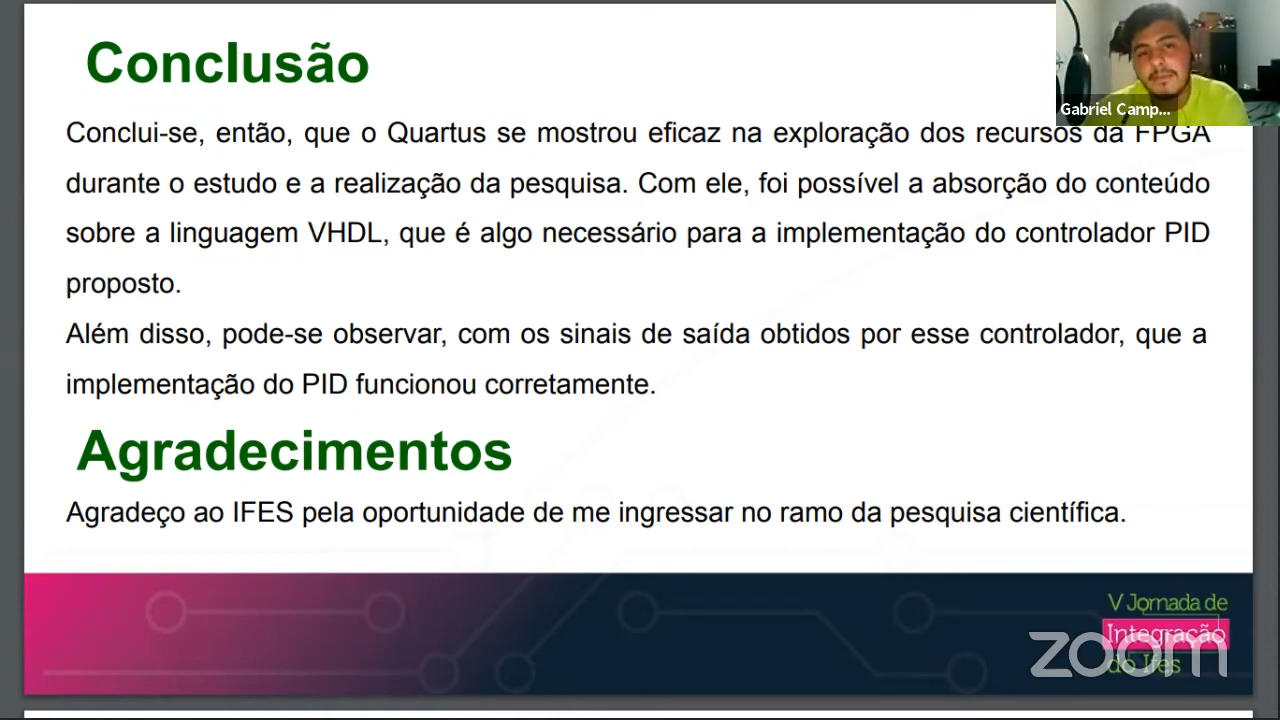 Conclusão
Gabriel Camp...
Conclui-se, então, que o Quartus se mostrou eficaz na exploração dos recursos da FPGA
durante o estudo e a realização da pesquisa. Com ele, foi possível a absorção do conteúdo
sobre a linguagem VHDL, que é algo necessário para a implementação do controlador PID
proposto.
Além disso, pode-se observar, com os sinais de saída obtidos por esse controlador, que a
implementação do PID funcionou corretamente.
Agradecimentos
Agradeço ao IFES pela oportunidade de me ingressar no ramo da pesquisa científica.
V Jornada de
Integração
do Ifes
zoom